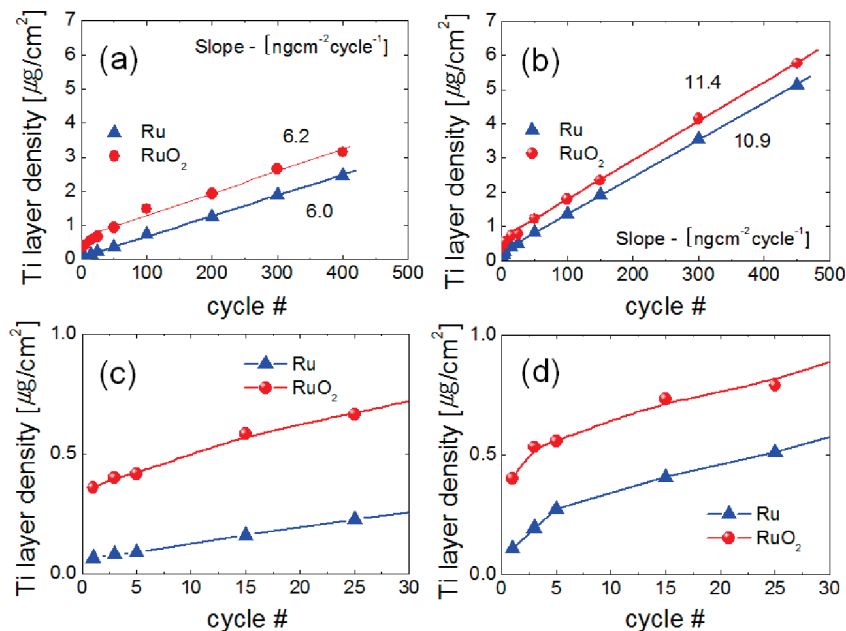 (a)
Slope - [ngcm⁻²cycle⁻¹]
Ru
RuO₂
6.2
6.0
Ti layer density [μg/cm²]
7
6
5
4
3
2
1
0
0 100 200 300 400 500
cycle #
(b)
11.4
Ru
RuO₂
10.9
Slope - [ngcm⁻²cycle⁻¹]
Ti layer density [μg/cm²]
7
6
5
4
3
2
1
0
0 100 200 300 400 500
cycle #
(c)
Ru
RuO₂
Ti layer density [μg/cm²]
1.0
0.5
0.0
0 5 10 15 20 25 30
cycle #
(d)
Ru
RuO₂
Ti layer density [μg/cm²]
1.0
0.5
0.0
0 5 10 15 20 25 30
cycle #